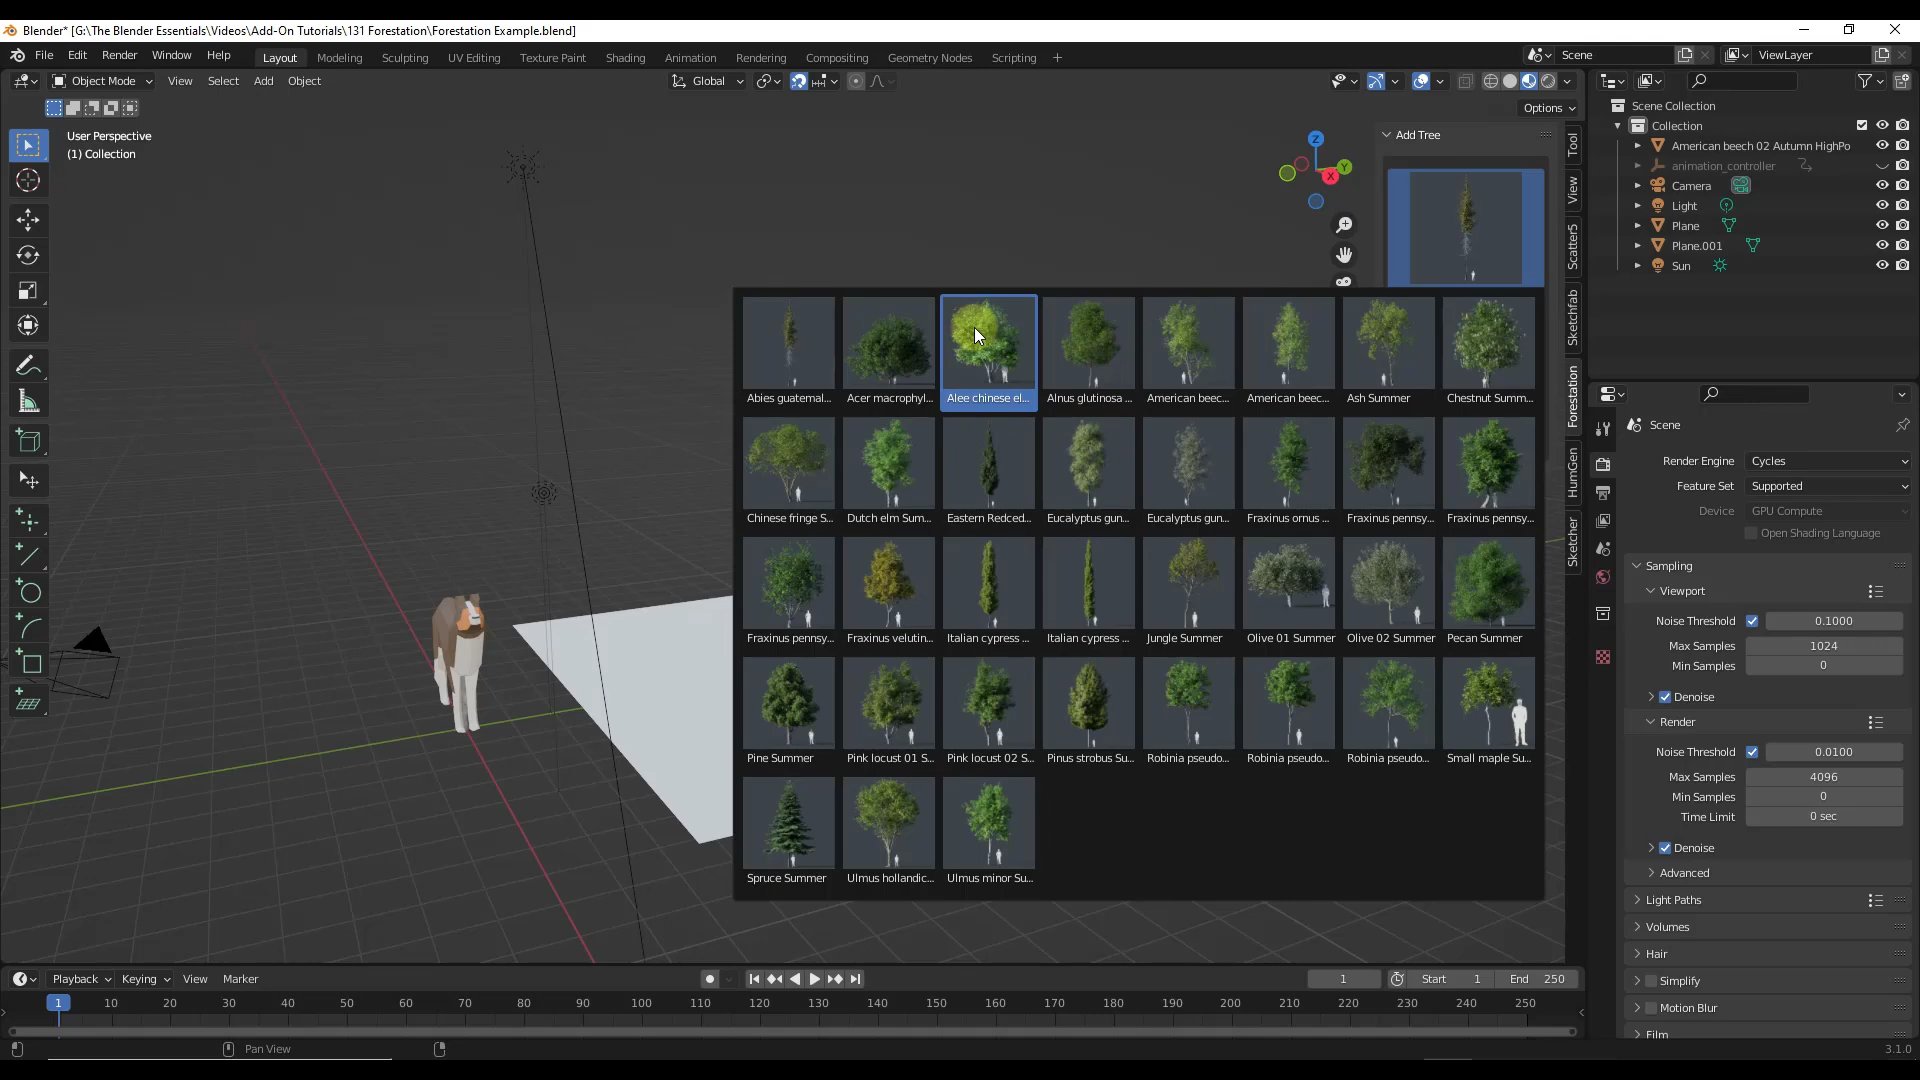 Blender* [G:\The Blender Essentials\Videos\Add-On Tutorials\131 Forestation\Forestation Example.blend]
File Edit Render Window Help Layout Modeling Sculpting UV Editing Texture Paint Shading Animation Rendering Compositing Geometry Nodes Scripting + Scene ViewLayer
Object Mode View Select Add Object Global
Options
User Perspective
(1) Collection
Z
Y
X
Add Tree
Tool
View
Scatter5
Sketchfab
Forestation
HumGen
Sketcher
Abies guatemal... Acer macrophyl... Alee chinese el... Alnus glutinosa ... American beec... American beec... Ash Summer Chestnut Summ...
Chinese fringe S... Dutch elm Sum... Eastern Redced... Eucalyptus gun... Eucalyptus gun... Fraxinus ornus ... Fraxinus pennsy... Fraxinus pennsy...
Fraxinus pennsy... Fraxinus velutin... Italian cypress ... Italian cypress ... Jungle Summer Olive 01 Summer Olive 02 Summer Pecan Summer
Pine Summer Pink locust 01 S... Pink locust 02 S... Pinus strobus Su... Robinia pseudo... Robinia pseudo... Robinia pseudo... Small maple Su...
Spruce Summer Ulmus hollandic... Ulmus minor Su...
Scene Collection
Collection
American beech 02 Autumn HighPo
animation_controller
Camera
Light
Plane
Plane.001
Sun
Scene
Render Engine Cycles
Feature Set Supported
Device GPU Compute
Open Shading Language
Sampling
Viewport
Noise Threshold 0.1000
Max Samples 1024
Min Samples 0
Denoise
Render
Noise Threshold 0.0100
Max Samples 4096
Min Samples 0
Time Limit 0 sec
Denoise
Advanced
Light Paths
Volumes
Hair
Simplify
Motion Blur
Film
Playback Keying View Marker 1 Start 1 End 250
1 10 20 30 40 50 60 70 80 90 100 110 120 130 140 150 160 170 180 190 200 210 220 230 240 250
Pan View
3.1.0